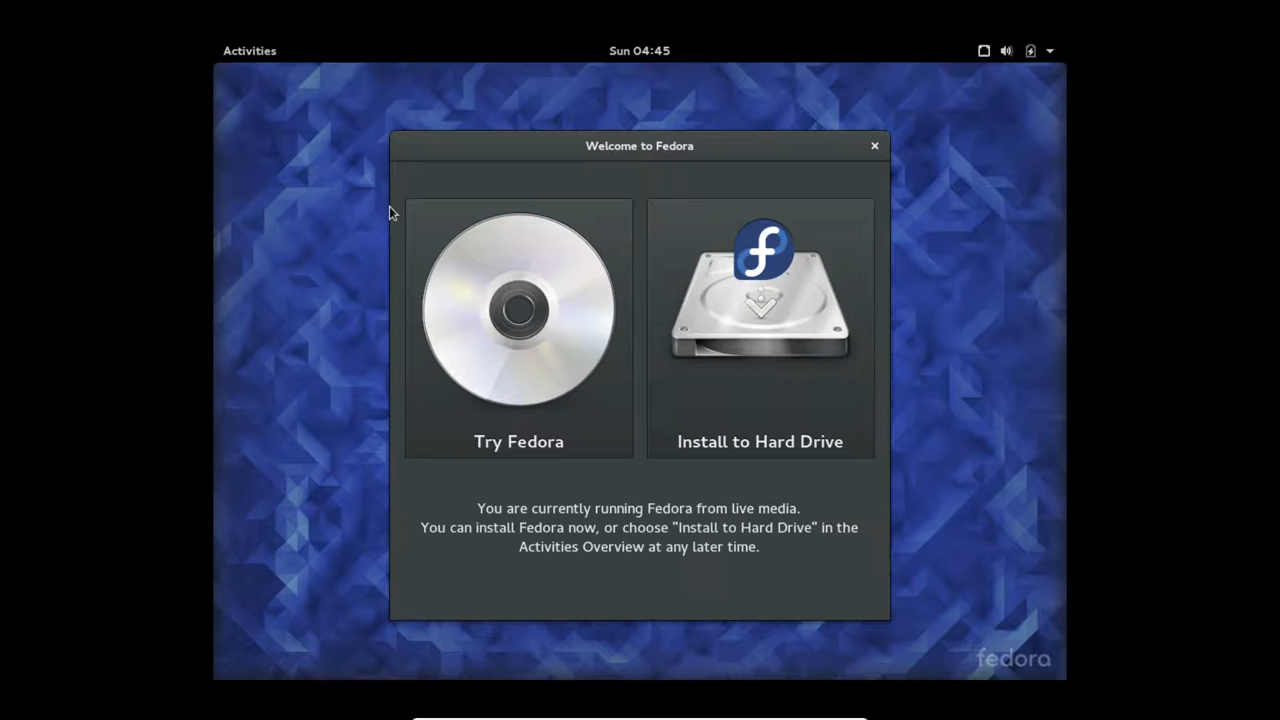 Activities
Sun 04:45
Welcome to Fedora
Try Fedora
Install to Hard Drive
You are currently running Fedora from live media.
You can install Fedora now, or choose "Install to Hard Drive" in the
Activities Overview at any later time.
fedora